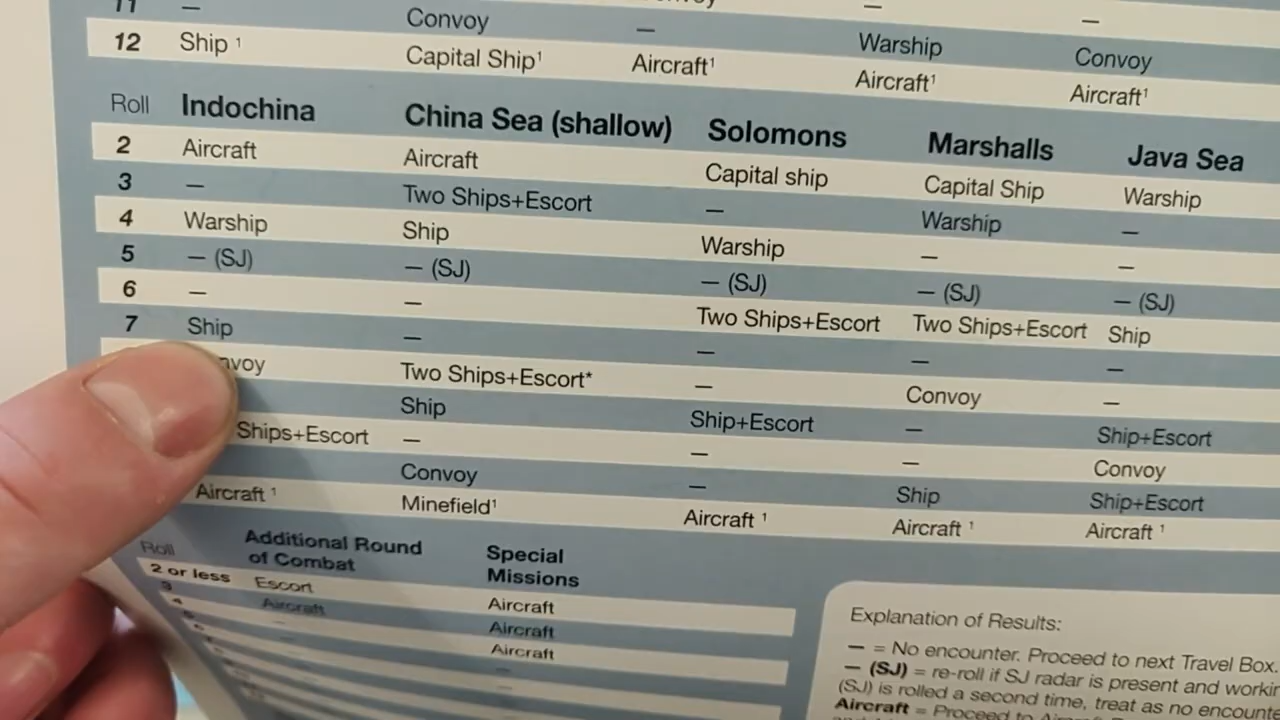 — —
11 — Convoy — Warship Convoy
12 Ship ¹ Capital Ship¹ Aircraft¹ Aircraft¹ Aircraft¹
Roll Indochina China Sea (shallow) Solomons Marshalls Java Sea
2 Aircraft Aircraft Capital ship Capital Ship Warship
3 — Two Ships+Escort — Warship —
4 Warship Ship Warship — —
5 — (SJ) — (SJ) — (SJ) — (SJ) — (SJ)
6 — — Two Ships+Escort Two Ships+Escort Ship
7 Ship — — — —
Two Ships+Escort* — Convoy —
Ship Ship+Escort — Ship+Escort
Ships+Escort — — — Convoy
Convoy — Ship Ship+Escort
Aircraft ¹ Minefield¹ Aircraft ¹ Aircraft ¹ Aircraft ¹
Roll Additional Round of Combat Special Missions
2 or less Escort Aircraft
3 Aircraft Aircraft
4 — Aircraft
Explanation of Results:
— = No encounter. Proceed to next Travel Box.
— (SJ) = re-roll if SJ radar is present and
(SJ) is rolled a second time, treat as no
Aircraft = Proceed to